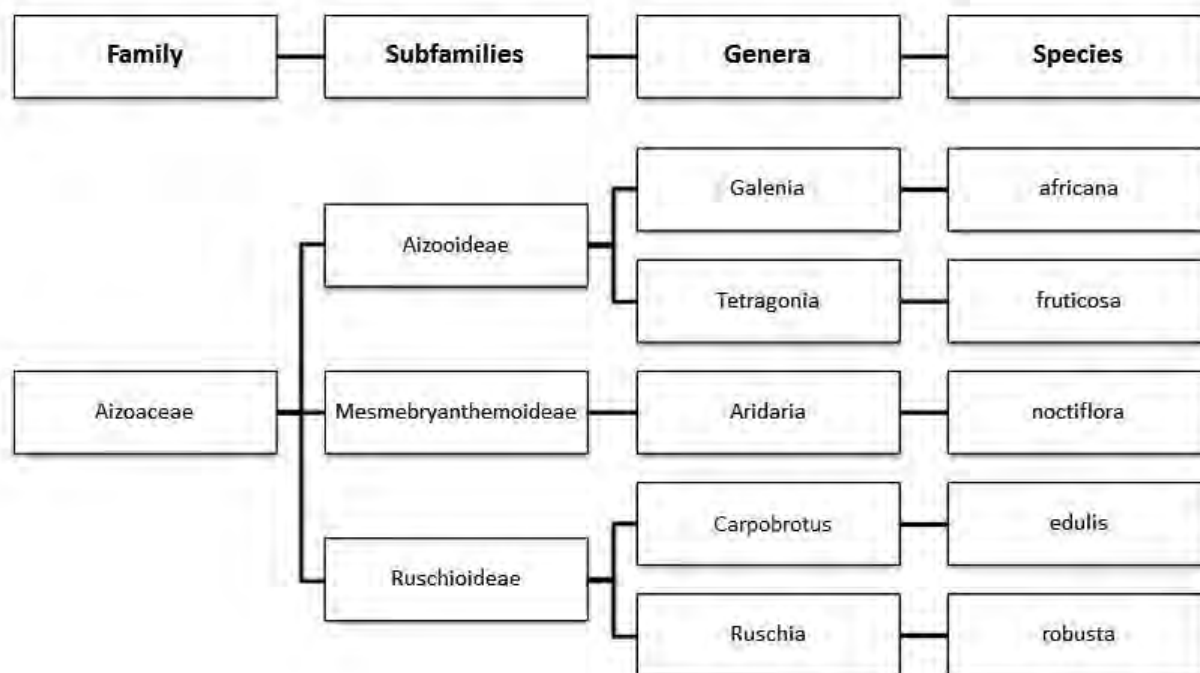 Family
Subfamilies
Genera
Species
Galenia
africana
Aizooideae
Tetragonia
fruticosa
Aizoaceae
Mesmebryanthemoideae
Aridaria
noctiflora
Carpobrotus
edulis
Ruschioideae
Ruschia
robusta